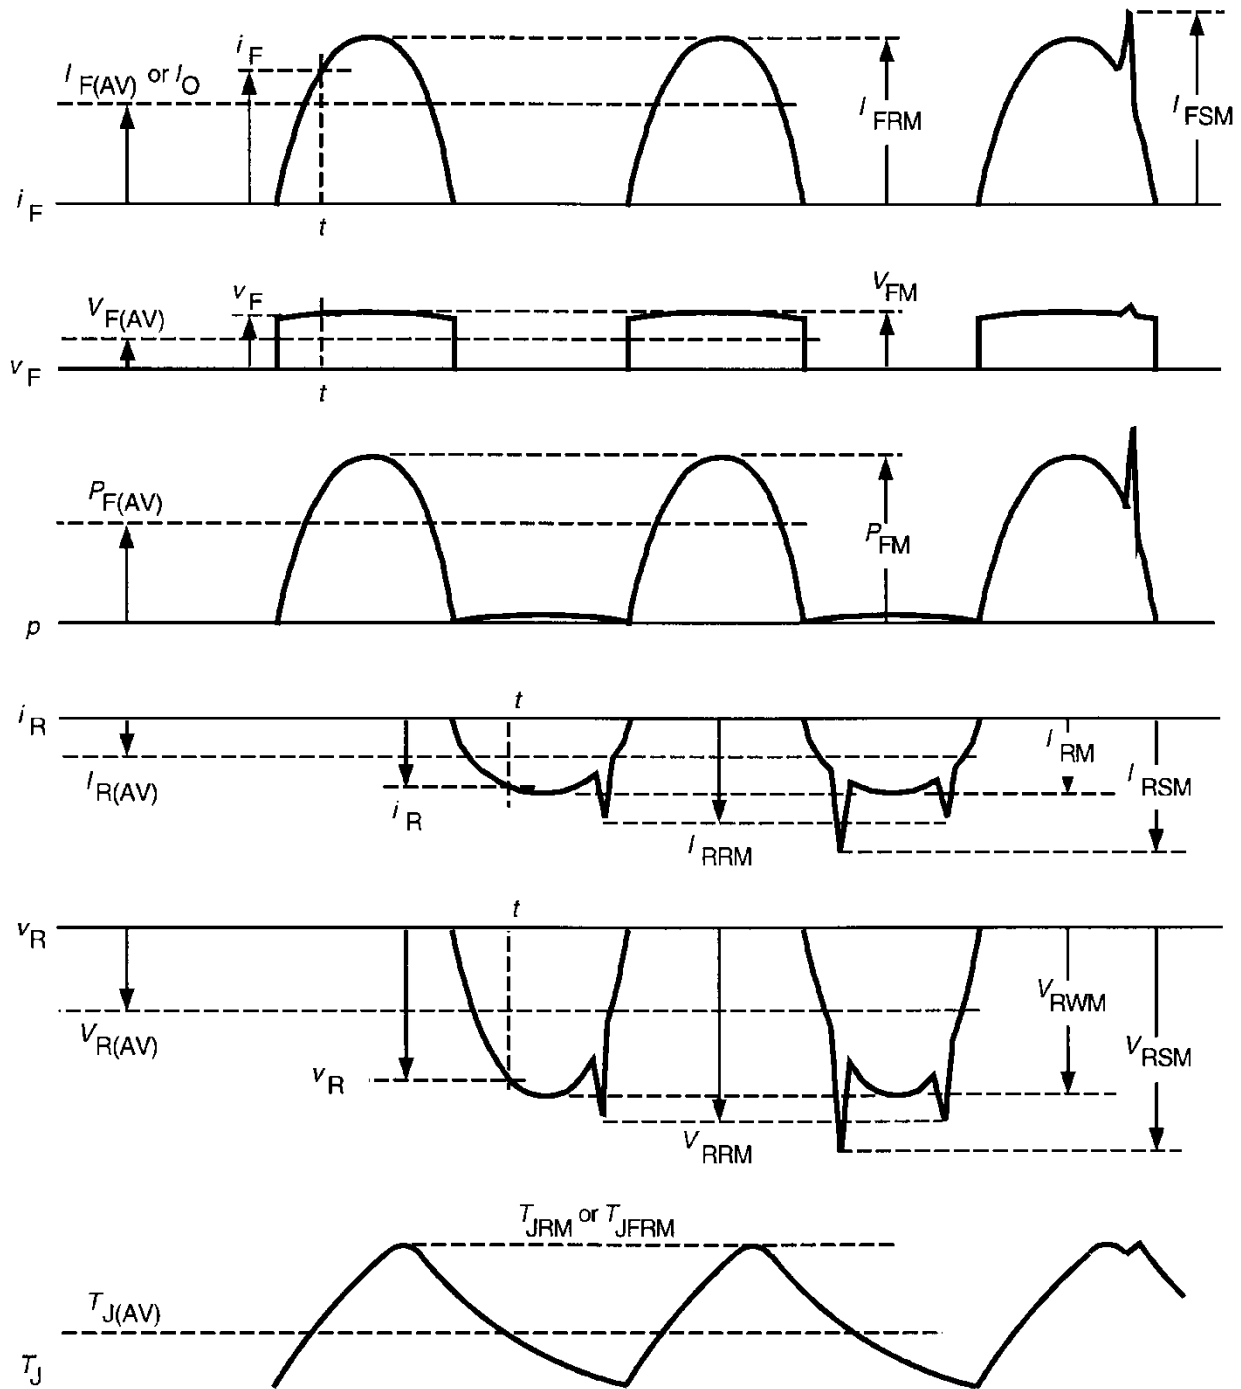 i F
I F(AV) or I O
I FRM
I FSM
i F
t
V F(AV)
v F
V FM
v F
t
P F(AV)
P FM
p
t
i R
I RM
I R(AV)
i R
I RSM
I RRM
t
v R
V RWM
V R(AV)
V RSM
v R
V RRM
T JRM or T JFRM
T J(AV)
T J